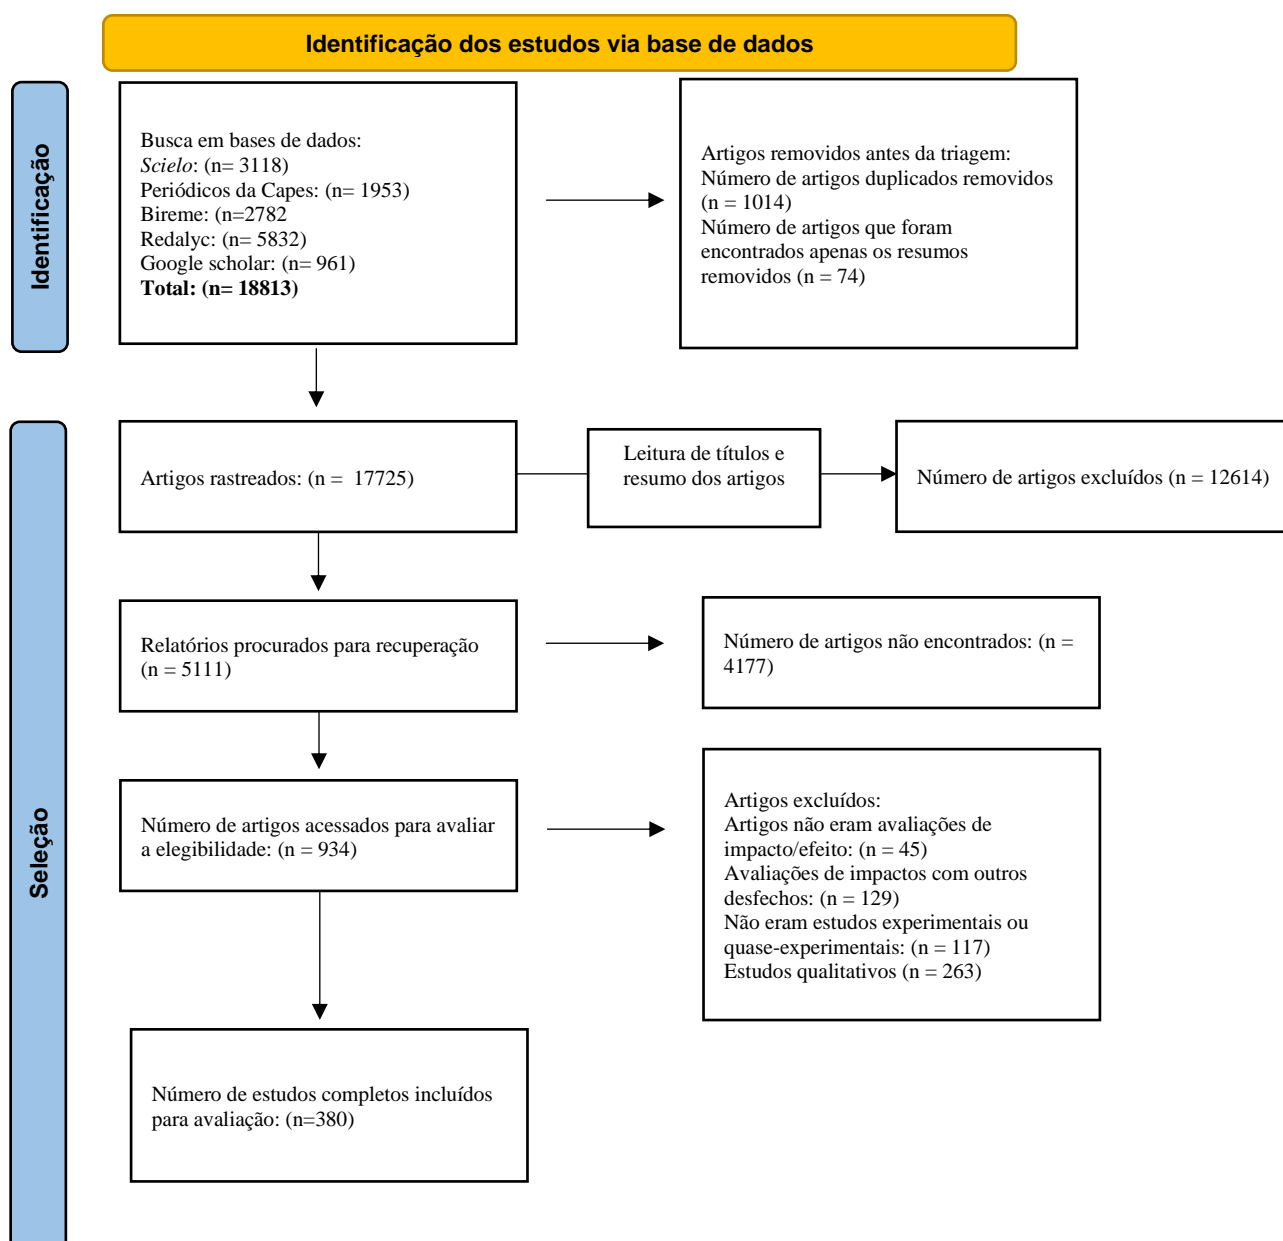 Identificação dos estudos via base de dados
Identificação
Busca em bases de dados:
Scielo: (n= 3118)
Periódicos da Capes: (n= 1953)
Bireme: (n=2782
Redalyc: (n= 5832)
Google scholar: (n= 961)
Total: (n= 18813)
Artigos removidos antes da triagem:
Número de artigos duplicados removidos
(n = 1014)
Número de artigos que foram
encontrados apenas os resumos
removidos (n = 74)
Seleção
Artigos rastreados: (n = 17725)
Leitura de títulos e
resumo dos artigos
Número de artigos excluídos (n = 12614)
Relatórios procurados para recuperação
(n = 5111)
Número de artigos não encontrados: (n =
4177)
Número de artigos acessados para avaliar
a elegibilidade: (n = 934)
Artigos excluídos:
Artigos não eram avaliações de
impacto/efeito: (n = 45)
Avaliações de impactos com outros
desfechos: (n = 129)
Não eram estudos experimentais ou
quase-experimentais: (n = 117)
Estudos qualitativos (n = 263)
Número de estudos completos incluídos
para avaliação: (n=380)